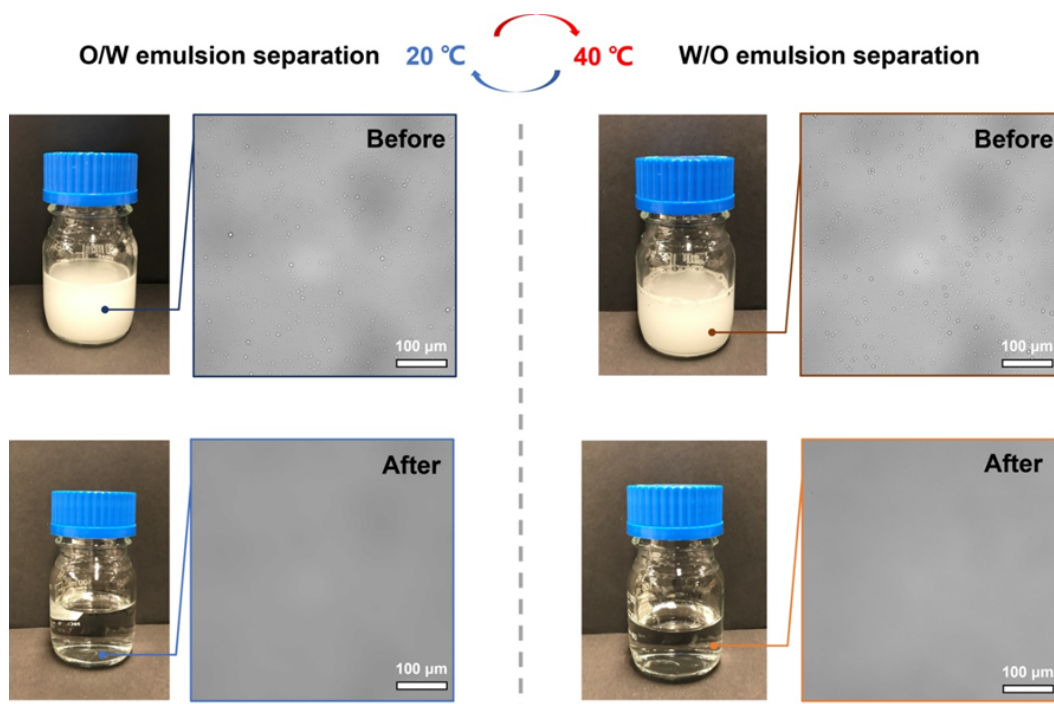 O/W emulsion separation 20 ℃ 40 ℃ W/O emulsion separation
Before
100 μm
Before
100 μm
After
100 μm
After
100 μm